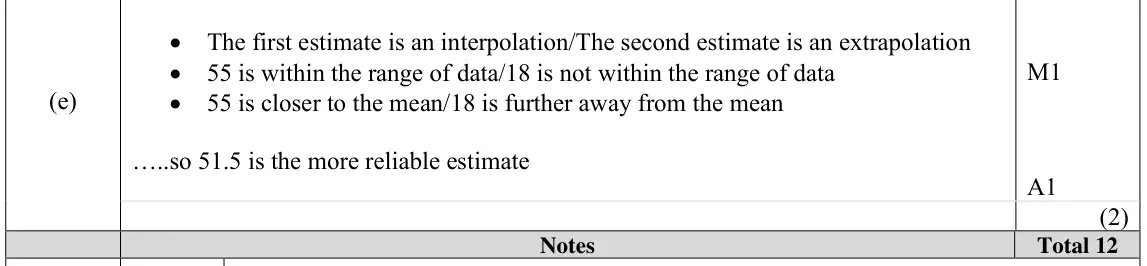 • The first estimate is an interpolation/The second estimate is an extrapolation
• 55 is within the range of data/18 is not within the range of data
M1
(e)
• 55 is closer to the mean/18 is further away from the mean
…..so 51.5 is the more reliable estimate
A1
(2)
Notes Total 12